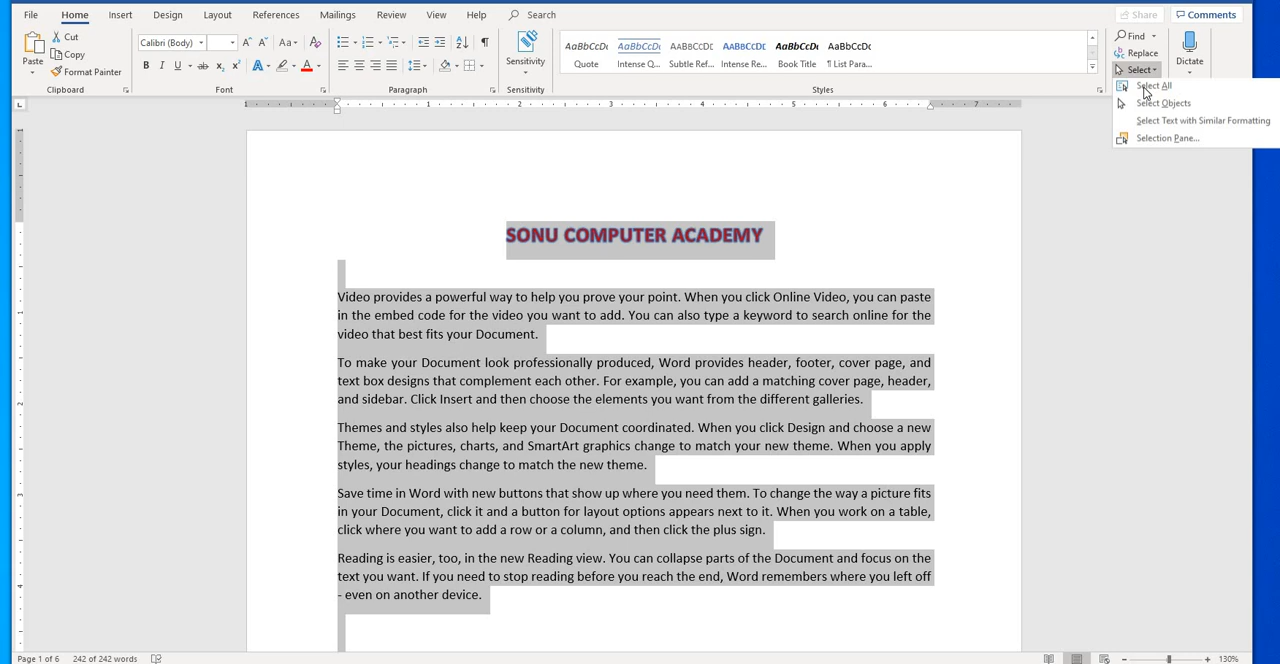 File Home Insert Design Layout References Mailings Review View Help Search Share Comments
Paste Cut Copy Format Painter Clipboard
Calibri (Body) Aa B I U ab x₂ x² A A Font
Paragraph
Sensitivity Sensitivity
AaBbCcDc AaBbCcDc AABBCCDC AABBCCDC AaBbCcDc AaBbCcDc
Quote Intense Q... Subtle Ref... Intense Re... Book Title ¶ List Para...
Styles
Find
Replace
Select
Dictate
Select All
Select Objects
Select Text with Similar Formatting
Selection Pane...
1 1 2 3 4 5 6 7
SONU COMPUTER ACADEMY
Video provides a powerful way to help you prove your point. When you click Online Video, you can paste
in the embed code for the video you want to add. You can also type a keyword to search online for the
video that best fits your Document.
To make your Document look professionally produced, Word provides header, footer, cover page, and
text box designs that complement each other. For example, you can add a matching cover page, header,
and sidebar. Click Insert and then choose the elements you want from the different galleries.
Themes and styles also help keep your Document coordinated. When you click Design and choose a new
Theme, the pictures, charts, and SmartArt graphics change to match your new theme. When you apply
styles, your headings change to match the new theme.
Save time in Word with new buttons that show up where you need them. To change the way a picture fits
in your Document, click it and a button for layout options appears next to it. When you work on a table,
click where you want to add a row or a column, and then click the plus sign.
Reading is easier, too, in the new Reading view. You can collapse parts of the Document and focus on the
text you want. If you need to stop reading before you reach the end, Word remembers where you left off
- even on another device.
Page 1 of 6 242 of 242 words 130%